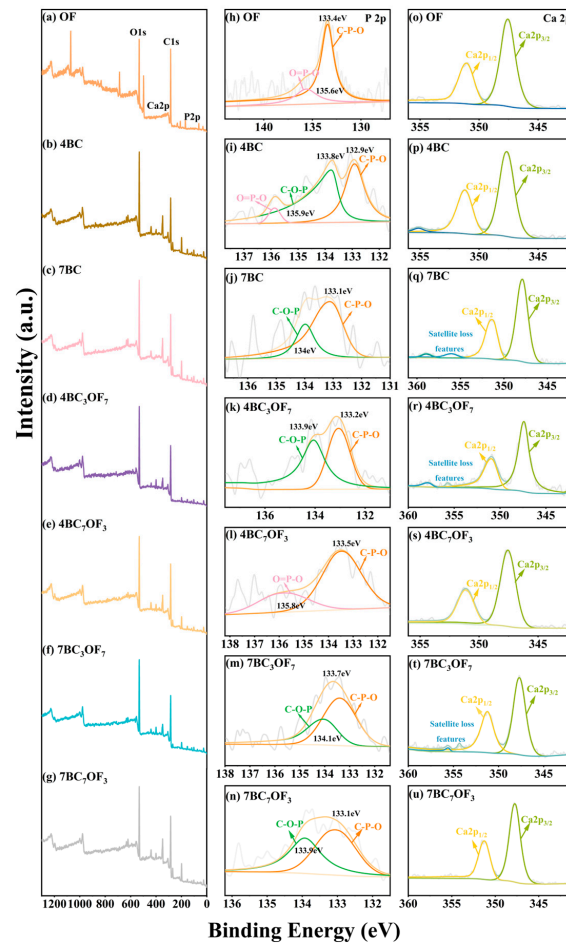 Intensity (a.u.)
(a) OF
O1s
C1s
Ca2p
P2p
(b) 4BC
(c) 7BC
(d) 4BC3OF7
(e) 4BC7OF3
(f) 7BC3OF7
(g) 7BC7OF3
1200 1000 800 600 400 200 0
(h) OF
P 2p
133.4eV
C-P-O
O=P-O
135.6eV
140 135 130
(i) 4BC
133.8eV
132.9eV
C-P-O
C-O-P
O=P-O
135.9eV
137 136 135 134 133 132
(j) 7BC
133.1eV
C-P-O
C-O-P
134eV
136 135 134 133 132 131
(k) 4BC3OF7
133.2eV
133.9eV
C-P-O
C-O-P
136 134 132
(l) 4BC7OF3
133.5eV
C-P-O
O=P-O
135.8eV
138 137 136 135 134 133 132
(m) 7BC3OF7
133.7eV
C-P-O
C-O-P
134.1eV
138 136 134 132
(n) 7BC7OF3
133.1eV
C-O-P
C-P-O
133.9eV
136 135 134 133 132
(o) OF
Ca 2
Ca2p3/2
Ca2p1/2
355 350 345
(p) 4BC
Ca2p3/2
Ca2p1/2
355 350 345
(q) 7BC
Ca2p3/2
Ca2p1/2
Satellite loss
features
360 355 350 345
(r) 4BC3OF7
Ca2p3/2
Ca2p1/2
Satellite loss
features
360 355 350 345
(s) 4BC7OF3
Ca2p3/2
Ca2p1/2
355 350 345
(t) 7BC3OF7
Ca2p3/2
Ca2p1/2
Satellite loss
features
360 355 350 345
(u) 7BC7OF3
Ca2p3/2
Ca2p1/2
360 355 350 345
Binding Energy (eV)